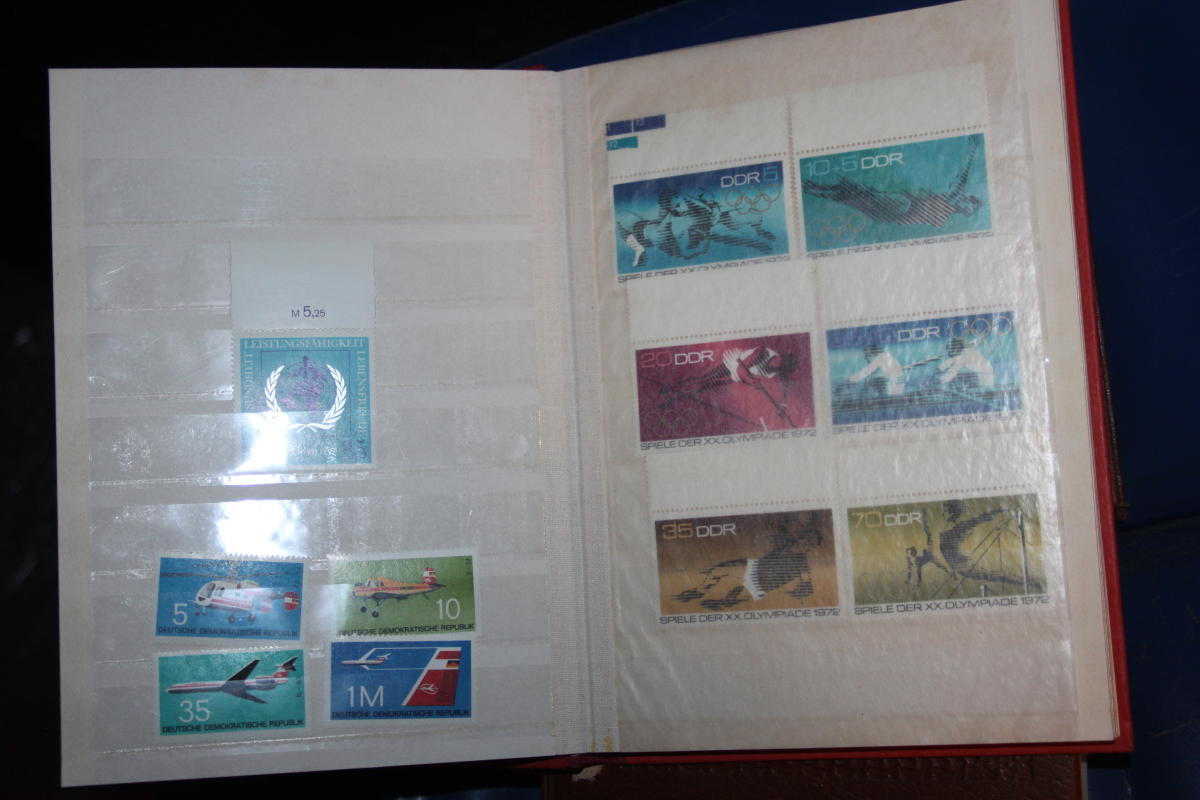 M 5,25
LEISTUNGSFÄHIGKEIT
5
DEUTSCHE DEMOKRATISCHE REPUBLIK
10
DEUTSCHE DEMOKRATISCHE REPUBLIK
35
DEUTSCHE DEMOKRATISCHE REPUBLIK
1M
DEUTSCHE DEMOKRATISCHE REPUBLIK
DDR 5
SPIELE DER XX. OLYMPIADE 1972
10+5 DDR
SPIELE DER XX. OLYMPIADE 1972
20 DDR
SPIELE DER XX. OLYMPIADE 1972
DDR
SPIELE DER XX. OLYMPIADE 1972
35 DDR
SPIELE DER XX. OLYMPIADE 1972
70 DDR
SPIELE DER XX. OLYMPIADE 1972